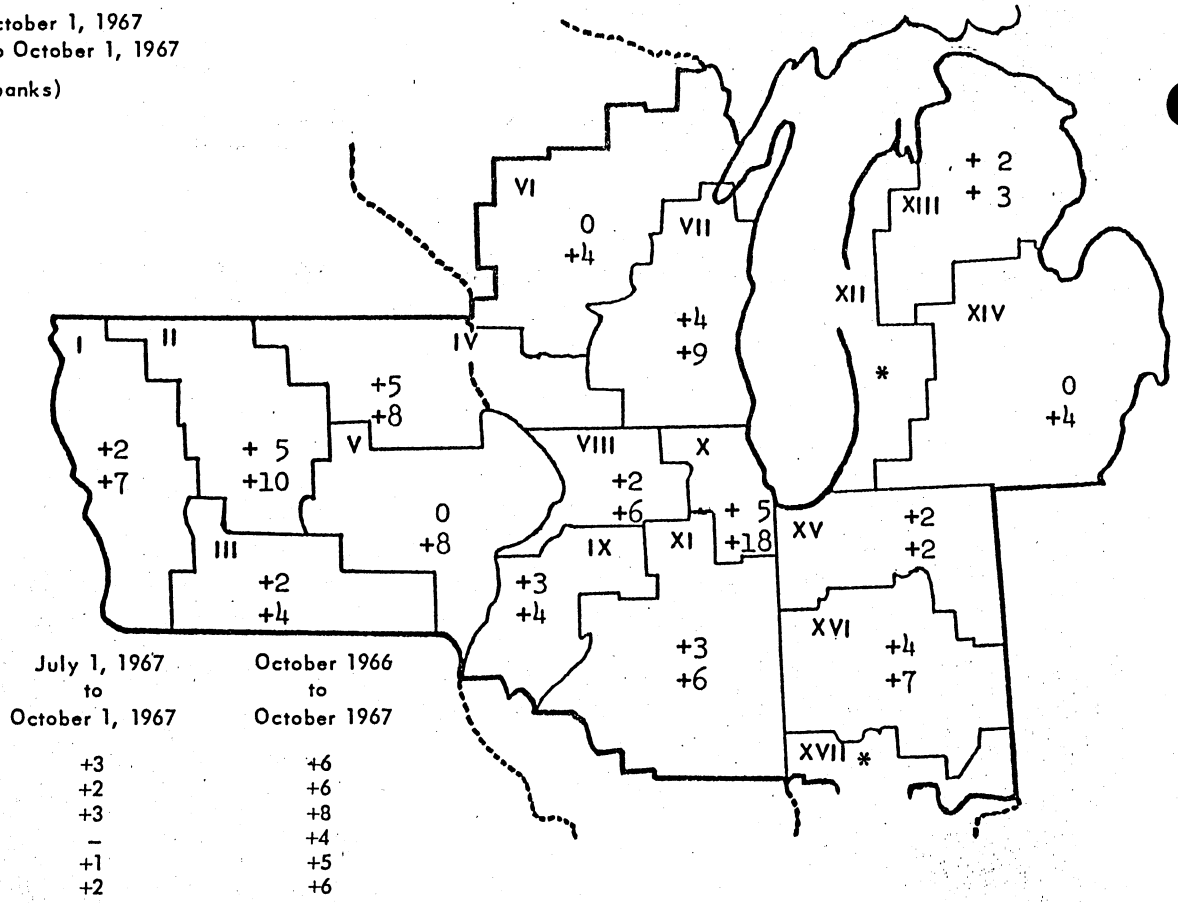 ctober 1, 1967
o October 1, 1967
banks)
VI
0
+4
VII
+4
+9
XIII
+ 2
+ 3
XII
*
XIV
0
+4
I
+2
+7
II
+ 5
+10
IV
+5
+8
V
0
+8
III
+2
+4
VIII
+2
+6
X
+ 5
+18
IX
+3
+4
XI
+3
+6
XV
+2
+2
XVI
+4
+7
XVII *
July 1, 1967 October 1966
to to
October 1, 1967 October 1967
+3 +6
+2 +6
+3 +8
– +4
+1 +5
+2 +6